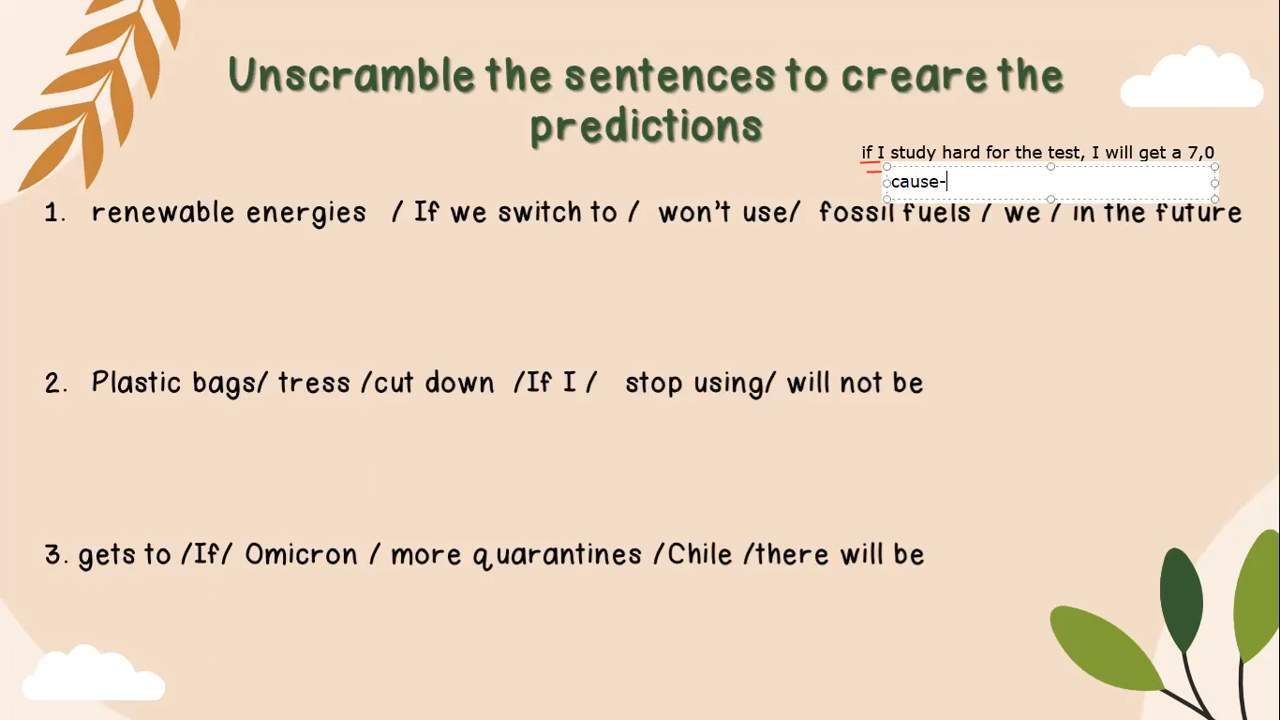 Unscramble the sentences to creare the
predictions
if I study hard for the test, I will get a 7,0
cause-
1. renewable energies / If we switch to / won't use/ fossil fuels / we / in the future
2. Plastic bags/ tress /cut down /If I / stop using/ will not be
3. gets to /If/ Omicron / more quarantines /Chile /there will be